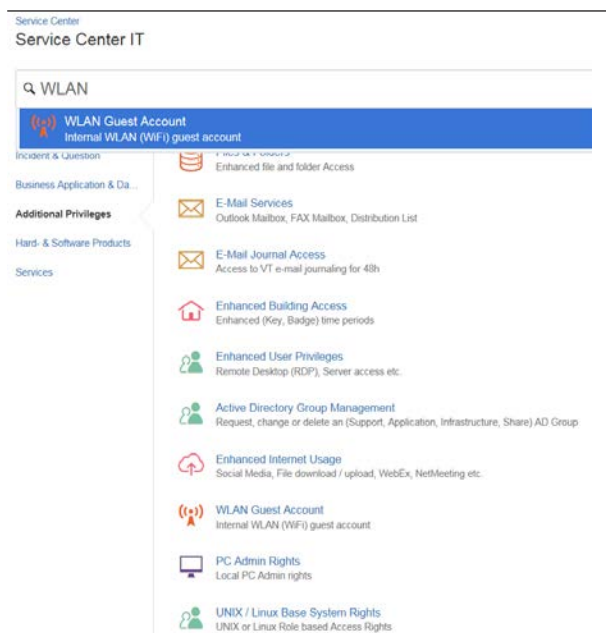 Service Center
Service Center IT
WLAN
WLAN Guest Account
Internal WLAN (WiFi) guest account
Incident & Question
Business Application & Da...
Additional Privileges
Hard- & Software Products
Services
Files & Folders
Enhanced file and folder Access
E-Mail Services
Outlook Mailbox, FAX Mailbox, Distribution List
E-Mail Journal Access
Access to VT e-mail journaling for 48h
Enhanced Building Access
Enhanced (Key, Badge) time periods
Enhanced User Privileges
Remote Desktop (RDP), Server access etc.
Active Directory Group Management
Request, change or delete an (Support, Application, Infrastructure, Share) AD Group
Enhanced Internet Usage
Social Media, File download / upload, WebEx, NetMeeting etc.
WLAN Guest Account
Internal WLAN (WiFi) guest account
PC Admin Rights
Local PC Admin rights
UNIX / Linux Base System Rights
UNIX or Linux Role based Access Rights